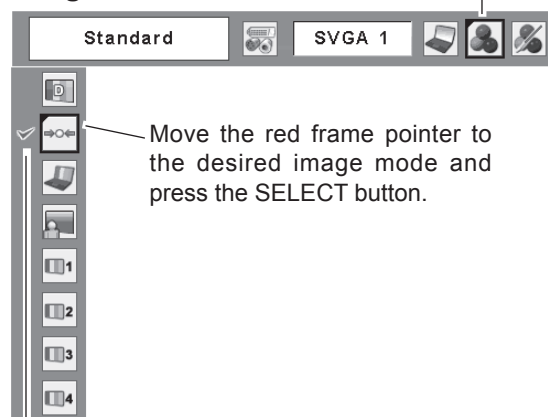 Standard
SVGA 1
D
Move the red frame pointer to
the desired image mode and
press the SELECT button.
1
2
3
4